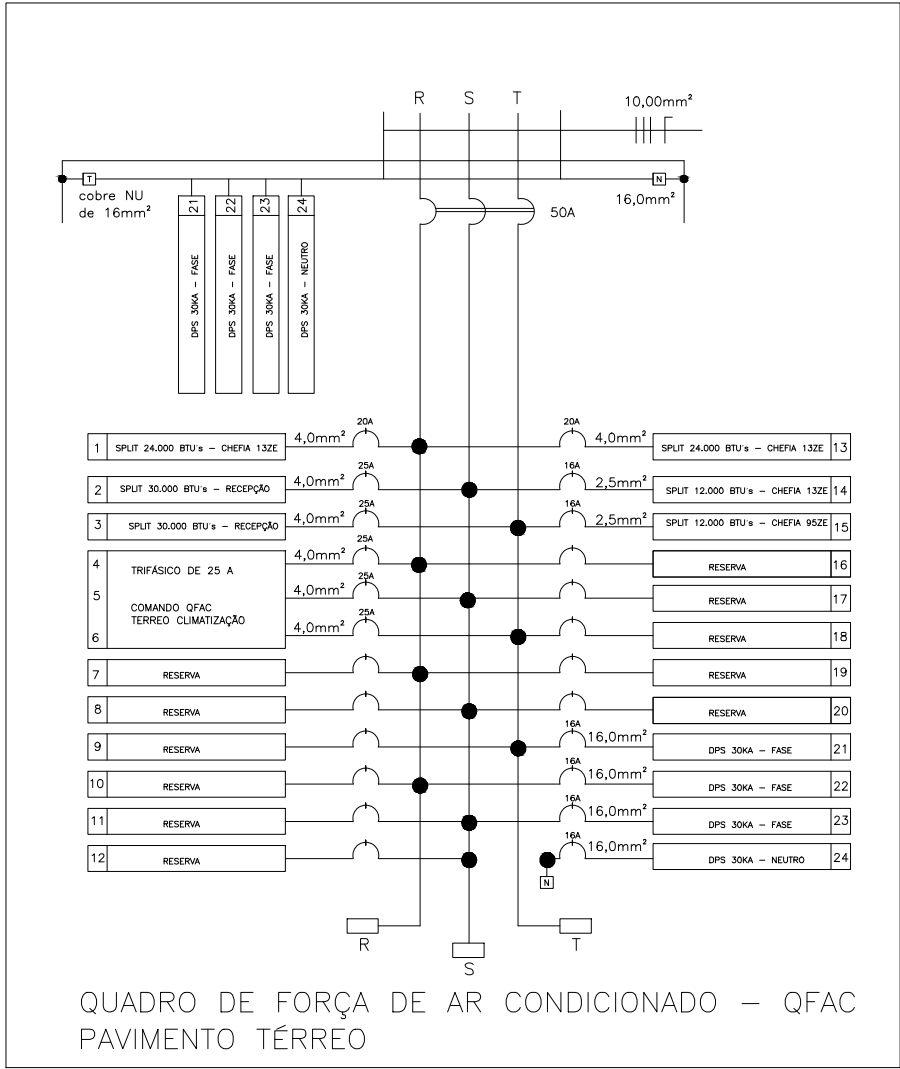 R S T
10,00mm²
T
N
cobre NU
de 16mm²
16,0mm²
50A
21
DPS 30KA – FASE
22
DPS 30KA – FASE
23
DPS 30KA – FASE
24
DPS 30KA – NEUTRO
1 SPLIT 24.000 BTU's – CHEFIA 13ZE 4,0mm² 20A 20A 4,0mm² SPLIT 24.000 BTU's – CHEFIA 13ZE 13
2 SPLIT 30.000 BTU's – RECEPÇÃO 4,0mm² 25A 16A 2,5mm² SPLIT 12.000 BTU's – CHEFIA 13ZE 14
3 SPLIT 30.000 BTU's – RECEPÇÃO 4,0mm² 25A 16A 2,5mm² SPLIT 12.000 BTU's – CHEFIA 95ZE 15
4 TRIFÁSICO DE 25 A 4,0mm² 25A RESERVA 16
5 COMANDO QFAC 4,0mm² 25A RESERVA 17
TERREO CLIMATIZAÇÃO
6 4,0mm² 25A RESERVA 18
7 RESERVA RESERVA 19
8 RESERVA RESERVA 20
9 RESERVA 16A 16,0mm² DPS 30KA – FASE 21
10 RESERVA 16A 16,0mm² DPS 30KA – FASE 22
11 RESERVA 16A 16,0mm² DPS 30KA – FASE 23
12 RESERVA 16A 16,0mm² DPS 30KA – NEUTRO 24
N
R S T
QUADRO DE FORÇA DE AR CONDICIONADO – QFAC
PAVIMENTO TÉRREO